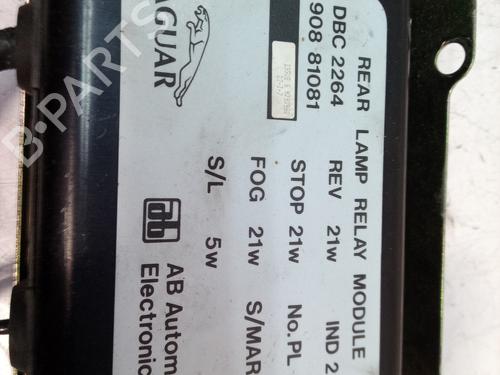 REAR LAMP RELAY MODULE
DBC 2264 REV 21w IND 2
908 81081 STOP 21w No. PL
FOG 21w S/MAR
S/L 5w
JAGUAR
ab AB Autom
Electronic
B-PARTS